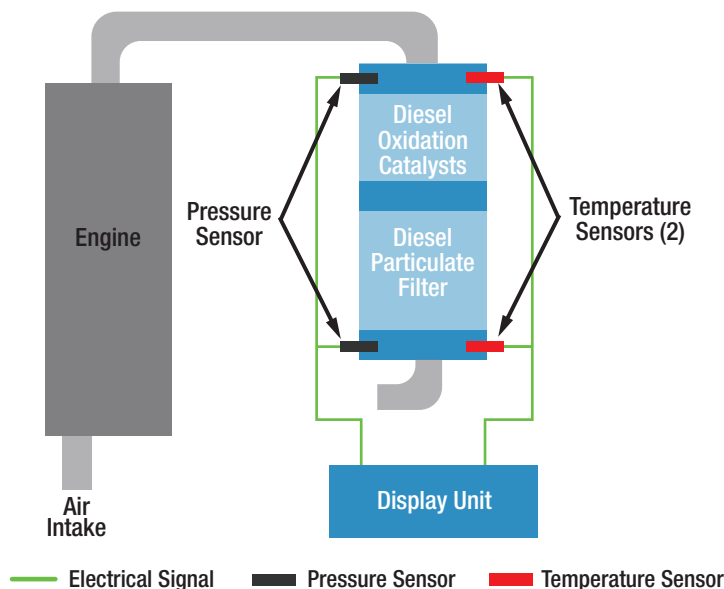 Diesel
Oxidation
Catalysts
Pressure
Sensor
Engine
Temperature
Sensors (2)
Diesel
Particulate
Filter
Air
Intake
Display Unit
Electrical Signal
Pressure Sensor
Temperature Sensor